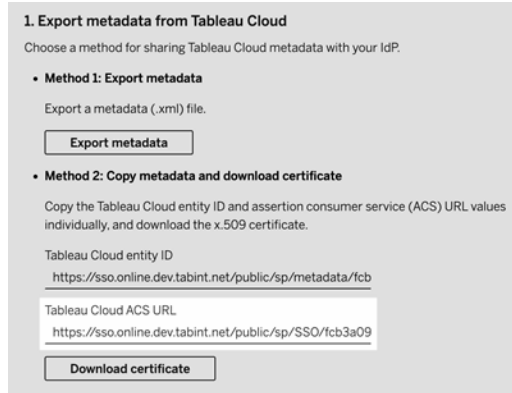 1. Export metadata from Tableau Cloud
Choose a method for sharing Tableau Cloud metadata with your IdP.
• Method 1: Export metadata
Export a metadata (.xml) file.
Export metadata
• Method 2: Copy metadata and download certificate
Copy the Tableau Cloud entity ID and assertion consumer service (ACS) URL values
individually, and download the x.509 certificate.
Tableau Cloud entity ID
https://sso.online.dev.tabint.net/public/sp/metadata/fcb
Tableau Cloud ACS URL
https://sso.online.dev.tabint.net/public/sp/SSO/fcb3a09
Download certificate